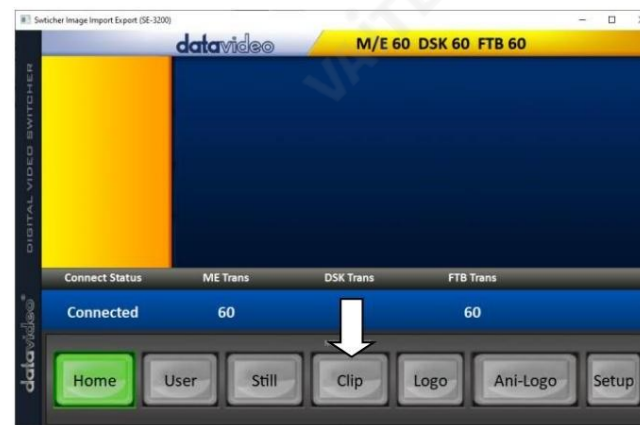 Swticher Image Import Export (SE-3200)
datavideo
M/E 60 DSK 60 FTB 60
DIGITAL VIDEO SWITCHER
Connect Status ME Trans DSK Trans FTB Trans
Connected 60 60
datavideo®
Home User Still Clip Logo Ani-Logo Setup